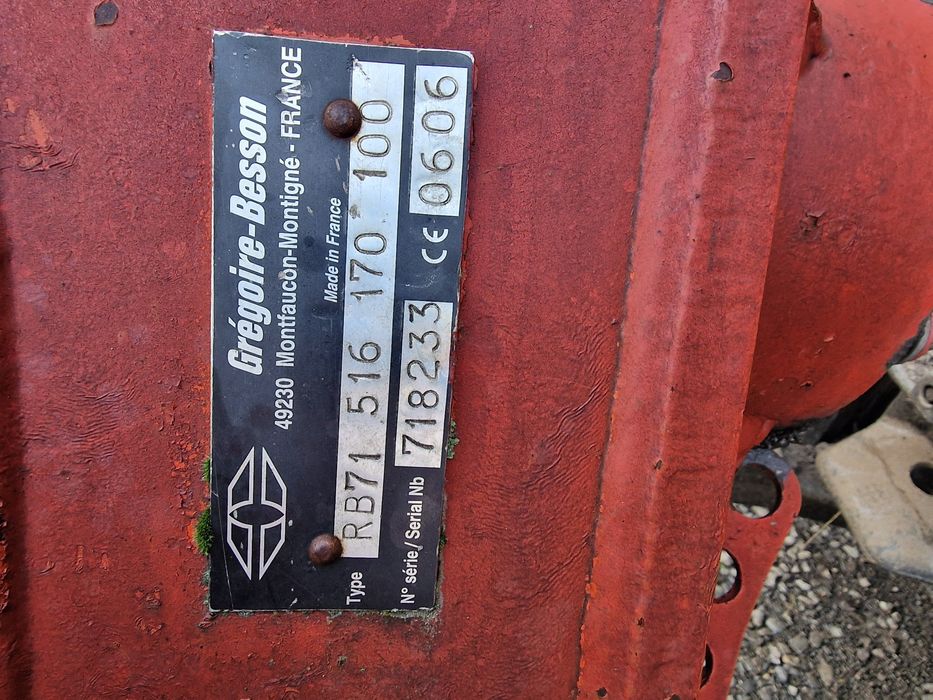 Grégoire-Besson
49230 Montfaucon-Montigné - FRANCE
Made in France
Type RB71 516 170 100
N° série / Serial Nb 718233 CE 0606